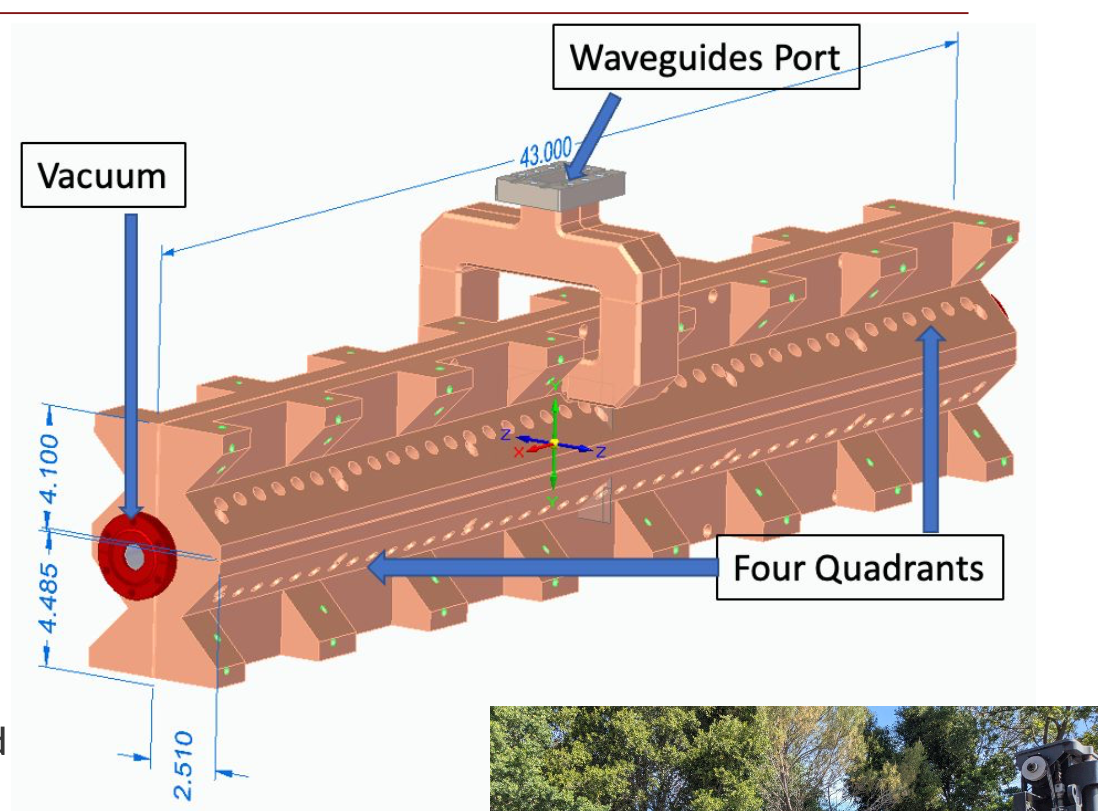 Waveguides Port
43.000
Vacuum
4.100
4.485
Four Quadrants
2.510
Y
Z
Z
X
Y
d